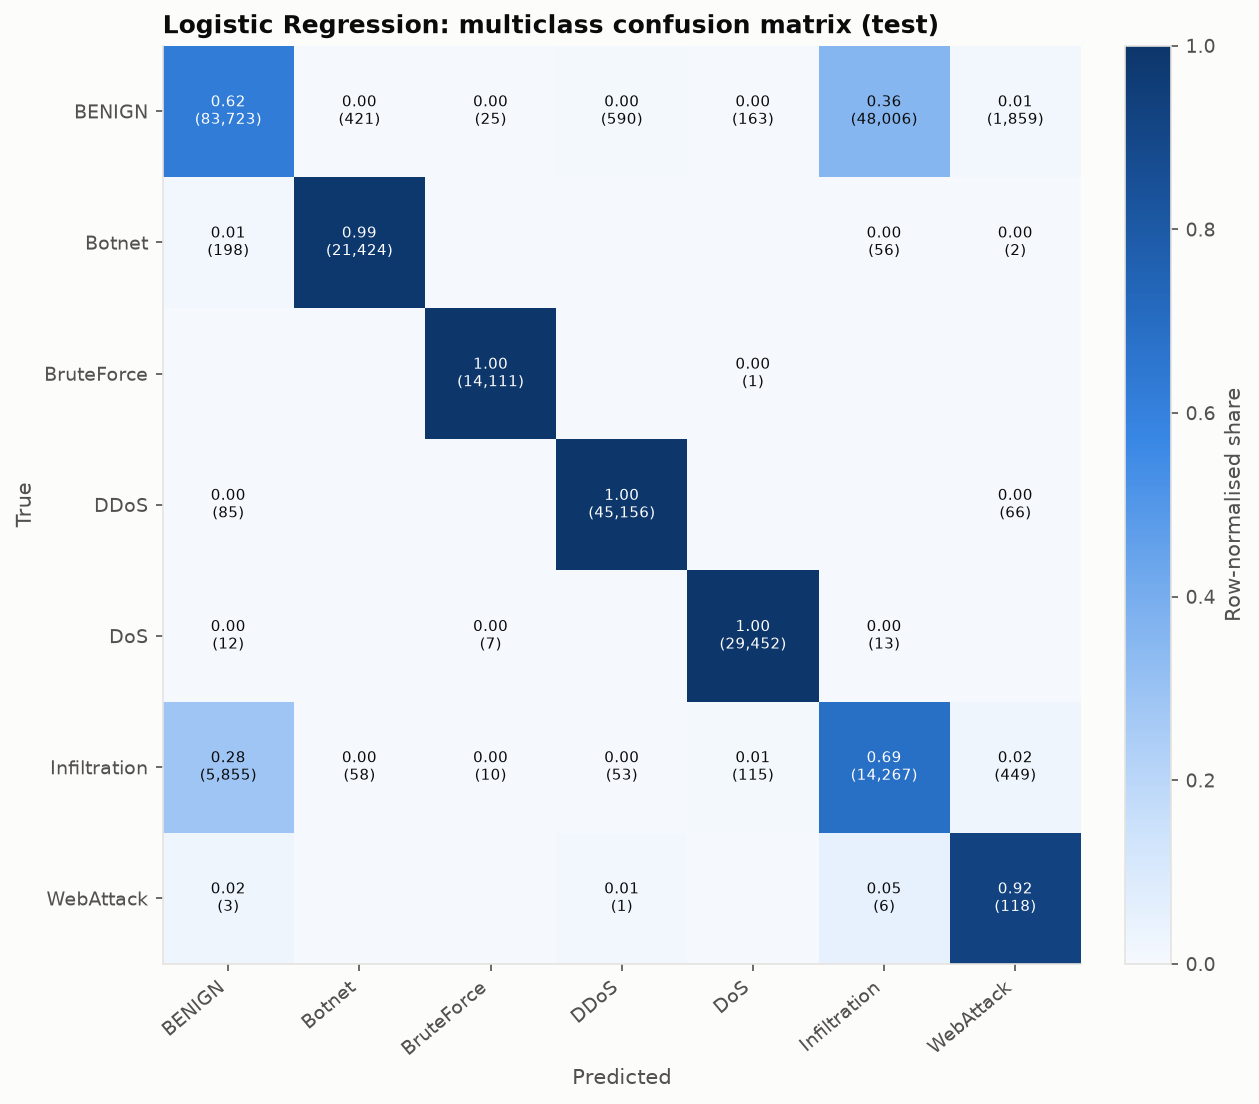 Logistic Regression: multiclass confusion matrix (test)
BENIGN
0.62 0.00 0.00 0.00 0.00 0.36 0.01
(83,723) (421) (25) (590) (163) (48,006) (1,859)
Botnet
0.01 0.99 0.00 0.00
(198) (21,424) (56) (2)
BruteForce
1.00 0.00
(14,111) (1)
DDoS
0.00 1.00 0.00
(85) (45,156) (66)
DoS
0.00 0.00 1.00 0.00
(12) (7) (29,452) (13)
Infiltration
0.28 0.00 0.00 0.00 0.01 0.69 0.02
(5,855) (58) (10) (53) (115) (14,267) (449)
WebAttack
0.02 0.01 0.05 0.92
(3) (1) (6) (118)
True
BENIGN Botnet BruteForce DDoS DoS Infiltration WebAttack
Predicted
1.0
0.8
0.6
0.4
0.2
0.0
Row-normalised share